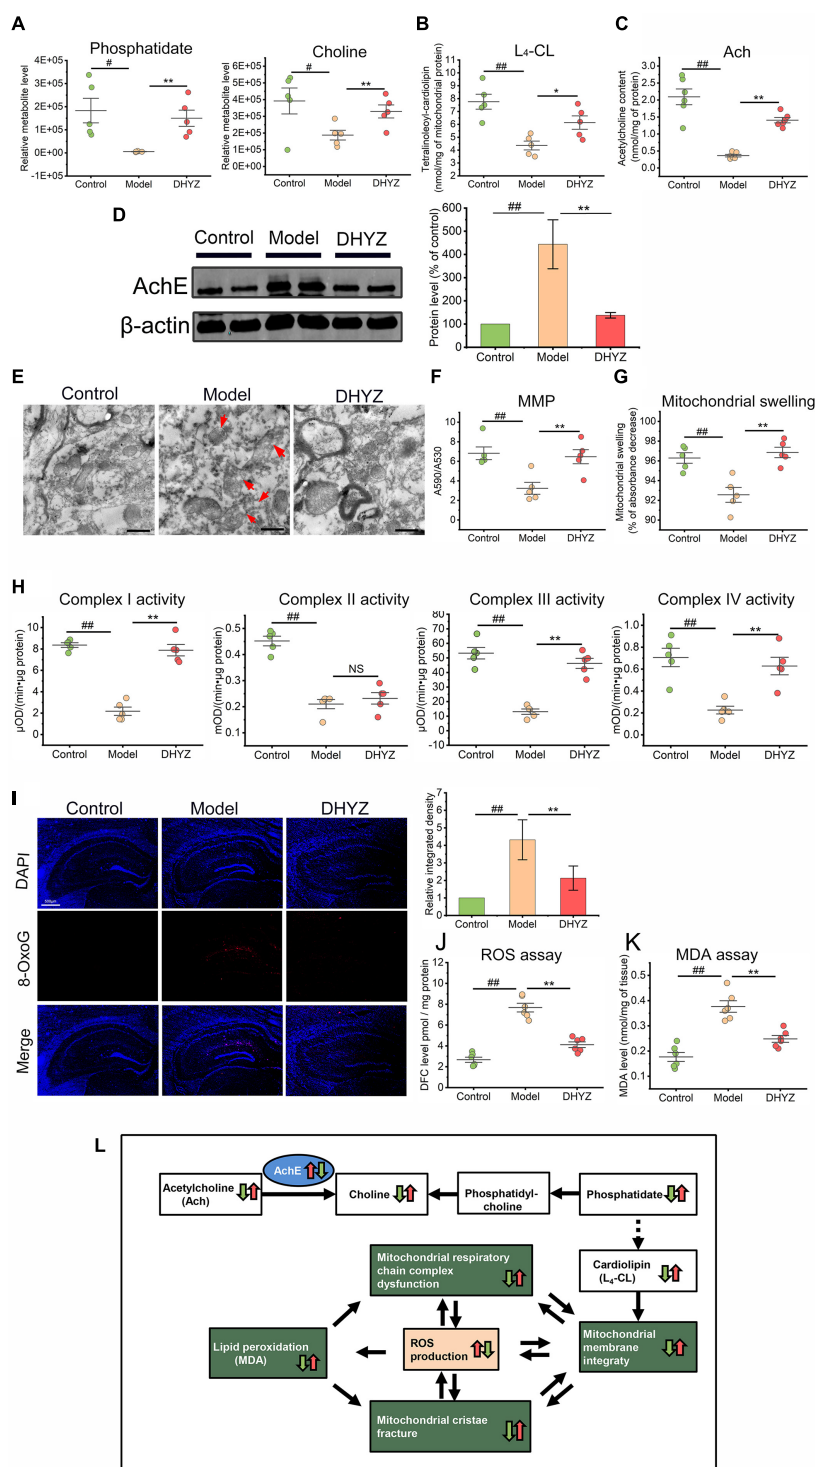 A
Phosphatidate
Relative metabolite level
4E+05
3E+05
2E+05
1E+05
0E+00
-1E+05
#
**
Control
Model
DHYZ
Choline
Relative metabolite level
6E+05
5E+05
4E+05
3E+05
2E+05
1E+05
0E+00
#
**
Control
Model
DHYZ
B
L4-CL
Tetralinoleoyl-cardolipin
(nmol/mg of mitochondrial protein)
11
10
9
8
7
6
5
4
3
2
##
*
Control
Model
DHYZ
C
Ach
Acetylcholine content
(nmol/mg of protein)
3.0
2.5
2.0
1.5
1.0
0.5
0.0
##
**
Control
Model
DHYZ
D
Control
Model
DHYZ
AchE
β-actin
Protein level (% of control)
600
500
400
300
200
100
0
##
**
Control
Model
DHYZ
E
Control
Model
DHYZ
F
MMP
A590/A530
10
8
6
4
2
0
##
**
Control
Model
DHYZ
G
Mitochondrial swelling
Mitochondrial swelling
(% of absorbance decrease)
98
96
94
92
90
##
**
Control
Model
DHYZ
H
Complex I activity
µOD/(min•µg protein)
10
8
6
4
2
0
##
**
Control
Model
DHYZ
Complex II activity
mOD/(min•µg protein)
0.5
0.4
0.3
0.2
0.1
##
NS
Control
Model
DHYZ
Complex III activity
µOD/(min•µg protein)
80
70
60
50
40
30
20
10
0
-10
##
**
Control
Model
DHYZ
Complex IV activity
mOD/(min•µg protein)
1.0
0.8
0.6
0.4
0.2
0.0
##
**
Control
Model
DHYZ
I
Control
Model
DHYZ
DAPI
8-OxoG
Merge
500µm
Relative integrated density
7
6
5
4
3
2
1
0
##
**
Control
Model
DHYZ
J
ROS assay
DFC level pmol / mg protein
12
10
8
6
4
2
0
##
**
Control
Model
DHYZ
K
MDA assay
MDA level (nmol/mg of tissue)
0.5
0.4
0.3
0.2
0.1
##
**
Control
Model
DHYZ
L
AchE
Acetylcholine
(Ach)
Choline
Phosphatidyl-
choline
Phosphatidate
Cardiolipin
(L4-CL)
Mitochondrial respiratory
chain complex
dysfunction
Lipid peroxidation
(MDA)
ROS
production
Mitochondrial
membrane
integraty
Mitochondrial cristae
fracture